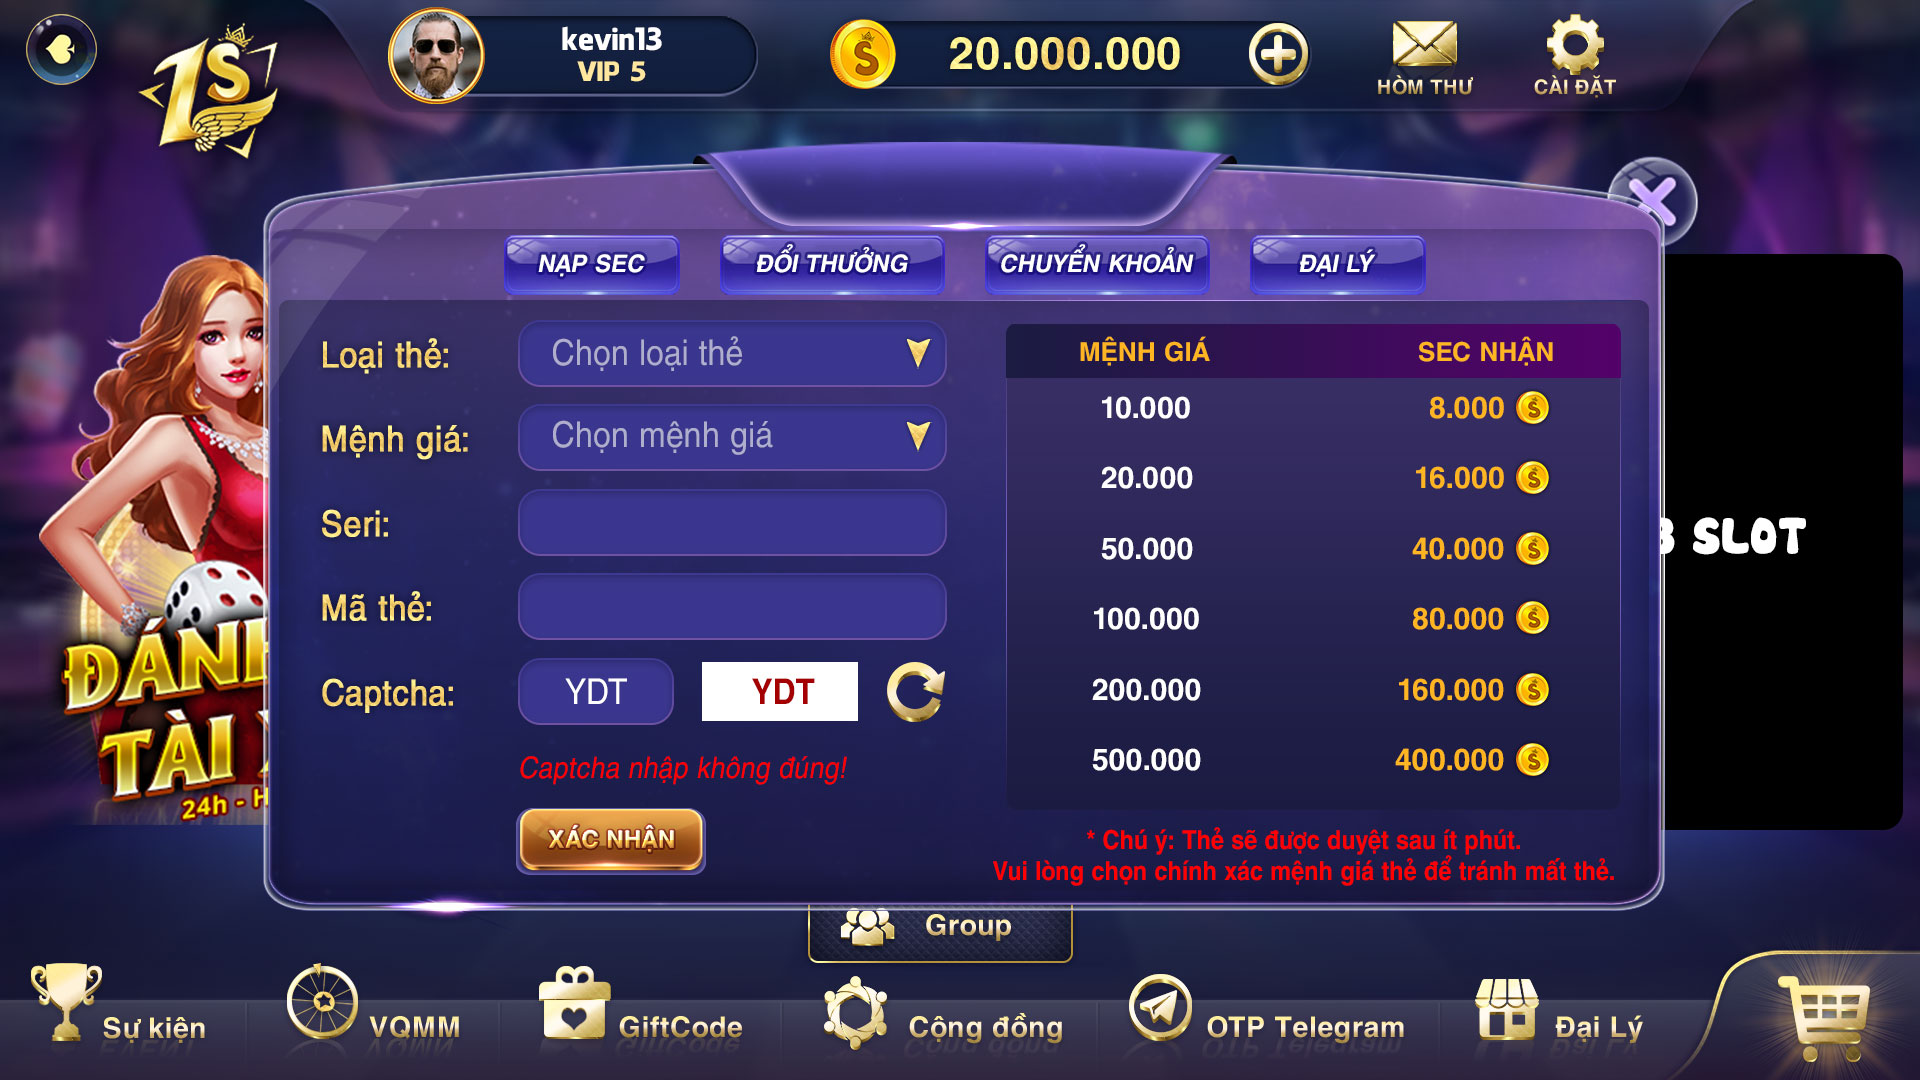 1S
kevin13
VIP 5
20.000.000
HÒM THƯ
CÀI ĐẶT
NẠP SEC
ĐỔI THƯỞNG
CHUYỂN KHOẢN
ĐẠI LÝ
Loại thẻ:
Chọn loại thẻ
Mệnh giá:
Chọn mệnh giá
Seri:
Mã thẻ:
Captcha:
YDT
YDT
Captcha nhập không đúng!
XÁC NHẬN
MỆNH GIÁ SEC NHẬN
10.000 8.000
20.000 16.000
50.000 40.000
100.000 80.000
200.000 160.000
500.000 400.000
* Chú ý: Thẻ sẽ được duyệt sau ít phút.
Vui lòng chọn chính xác mệnh giá thẻ để tránh mất thẻ.
ĐÁNH
TÀI
24h - H
SLOT
Group
Sự kiện
VQMM
GiftCode
Cộng đồng
OTP Telegram
Đại Lý